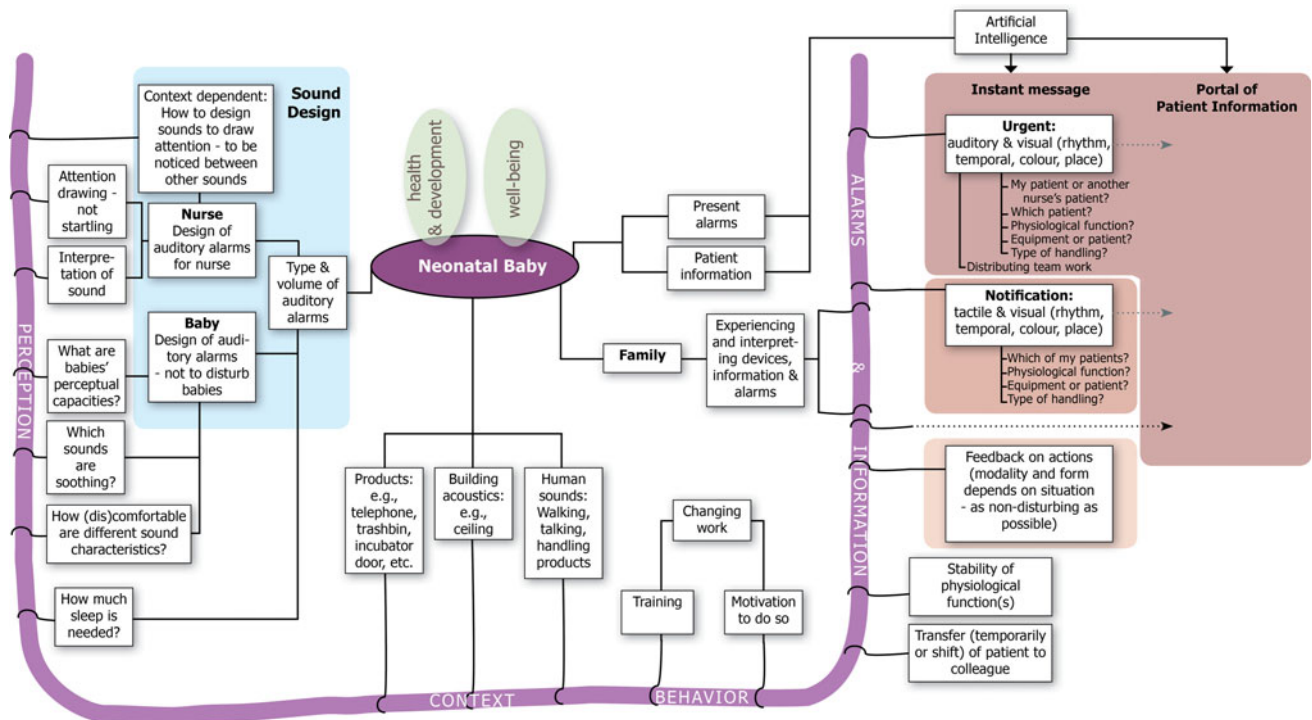 Artificial
Intelligence
Context dependent:
How to design
sounds to draw
attention - to be
noticed between
other sounds
Sound
Design
Attention
drawing -
not
startling
Interpre-
tation of
sound
Nurse
Design of
auditory alarms
for nurse
Type &
volume of
auditory
alarms
Baby
Design of audi-
tory alarms
- not to disturb
babies
What are
babies'
perceptual
capacities?
Which
sounds
are
soothing?
How (dis)comfortable
are different sound
characteristics?
How much
sleep is
needed?
PERCEPTION
health
& development
well-being
Neonatal Baby
Present
alarms
Patient
information
Family
Experiencing
and interpret-
ing devices,
information &
alarms
Products:
e.g.,
telephone,
trashbin,
incubator
door, etc.
Building
acoustics:
e.g.,
ceiling
Human
sounds:
Walking,
talking,
handling
products
Changing
work
Training
Motivation
to do so
CONTEXT
BEHAVIOR
ALARMS
&
INFORMATION
Instant message
Portal of
Patient Information
Urgent:
auditory & visual (rhythm,
temporal, colour, place)
My patient or another
nurse's patient?
Which patient?
Physiological function?
Equipment or patient?
Type of handling?
Distributing team work
Notification:
tactile & visual (rhythm,
temporal, colour, place)
Which of my patients?
Physiological function?
Equipment or patient?
Type of handling?
Feedback on actions
(modality and form
depends on situation
- as non-disturbing as
possible)
Stability of
physiological
function(s)
Transfer (temporarily
or shift) of patient to
colleague